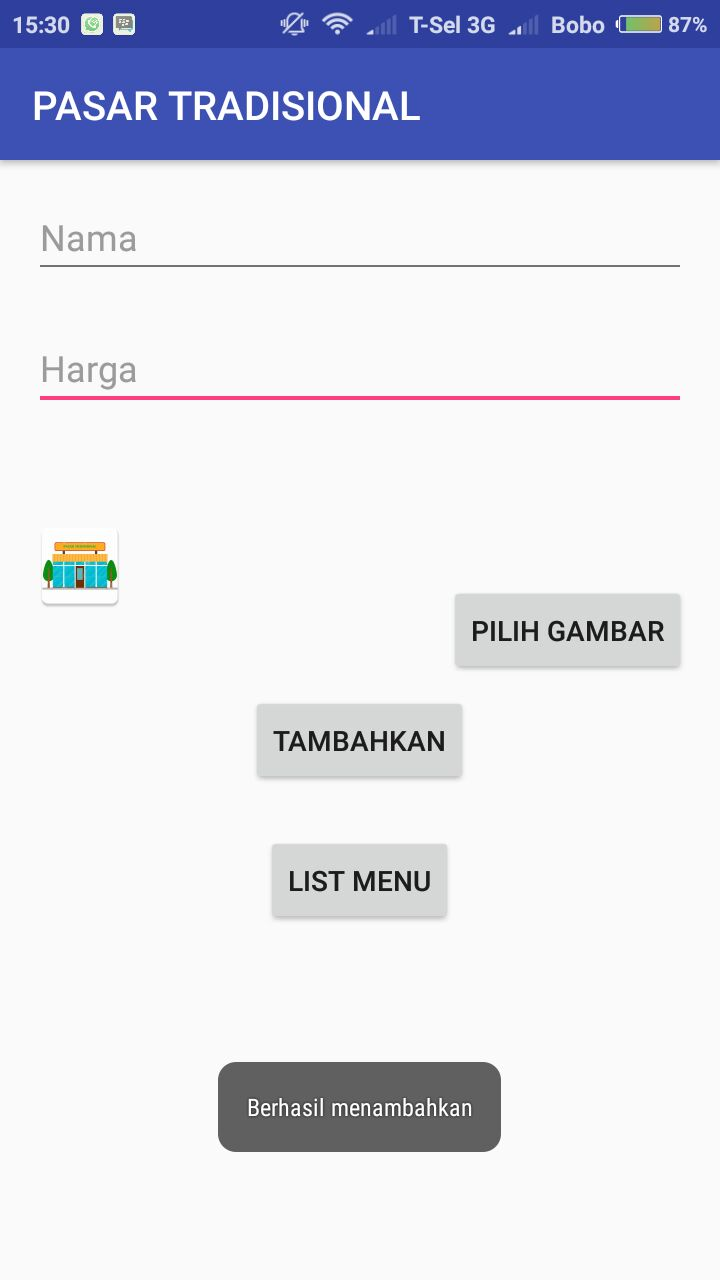 15:30 T-Sel 3G Bobo 87%
PASAR TRADISIONAL
Nama
Harga
PILIH GAMBAR
TAMBAHKAN
LIST MENU
Berhasil menambahkan